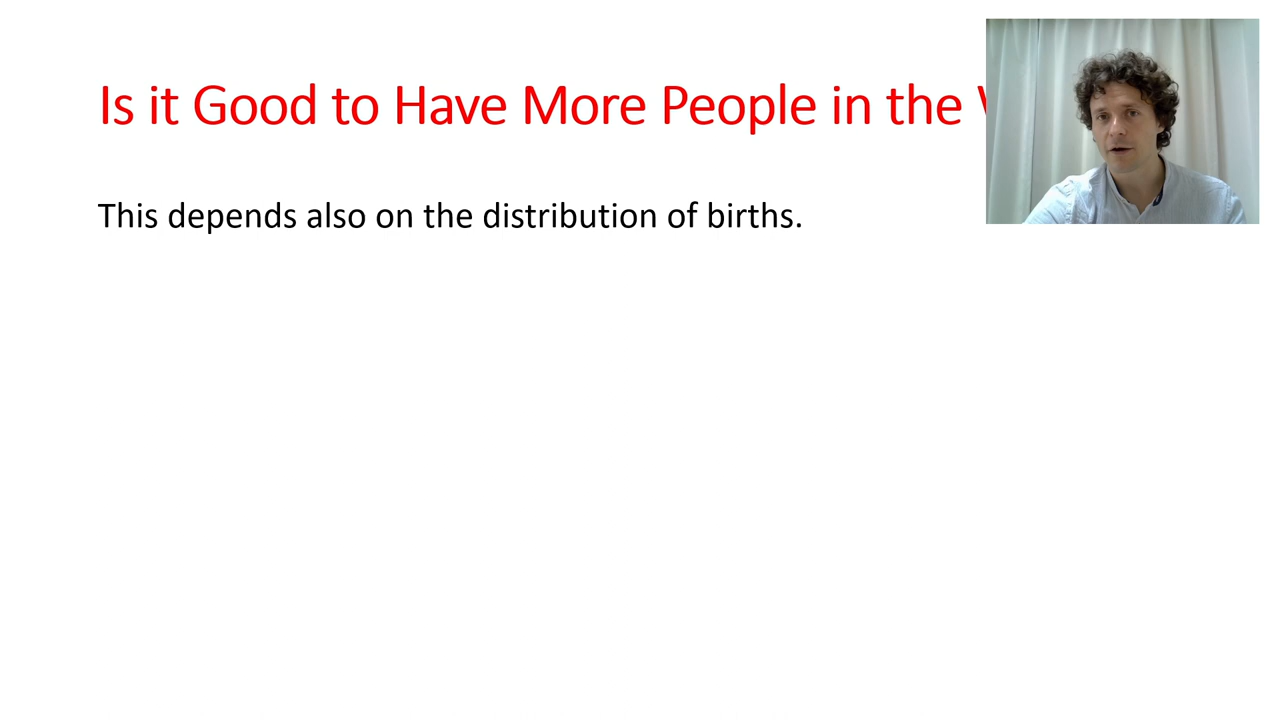 Is it Good to Have More People in the
This depends also on the distribution of births.